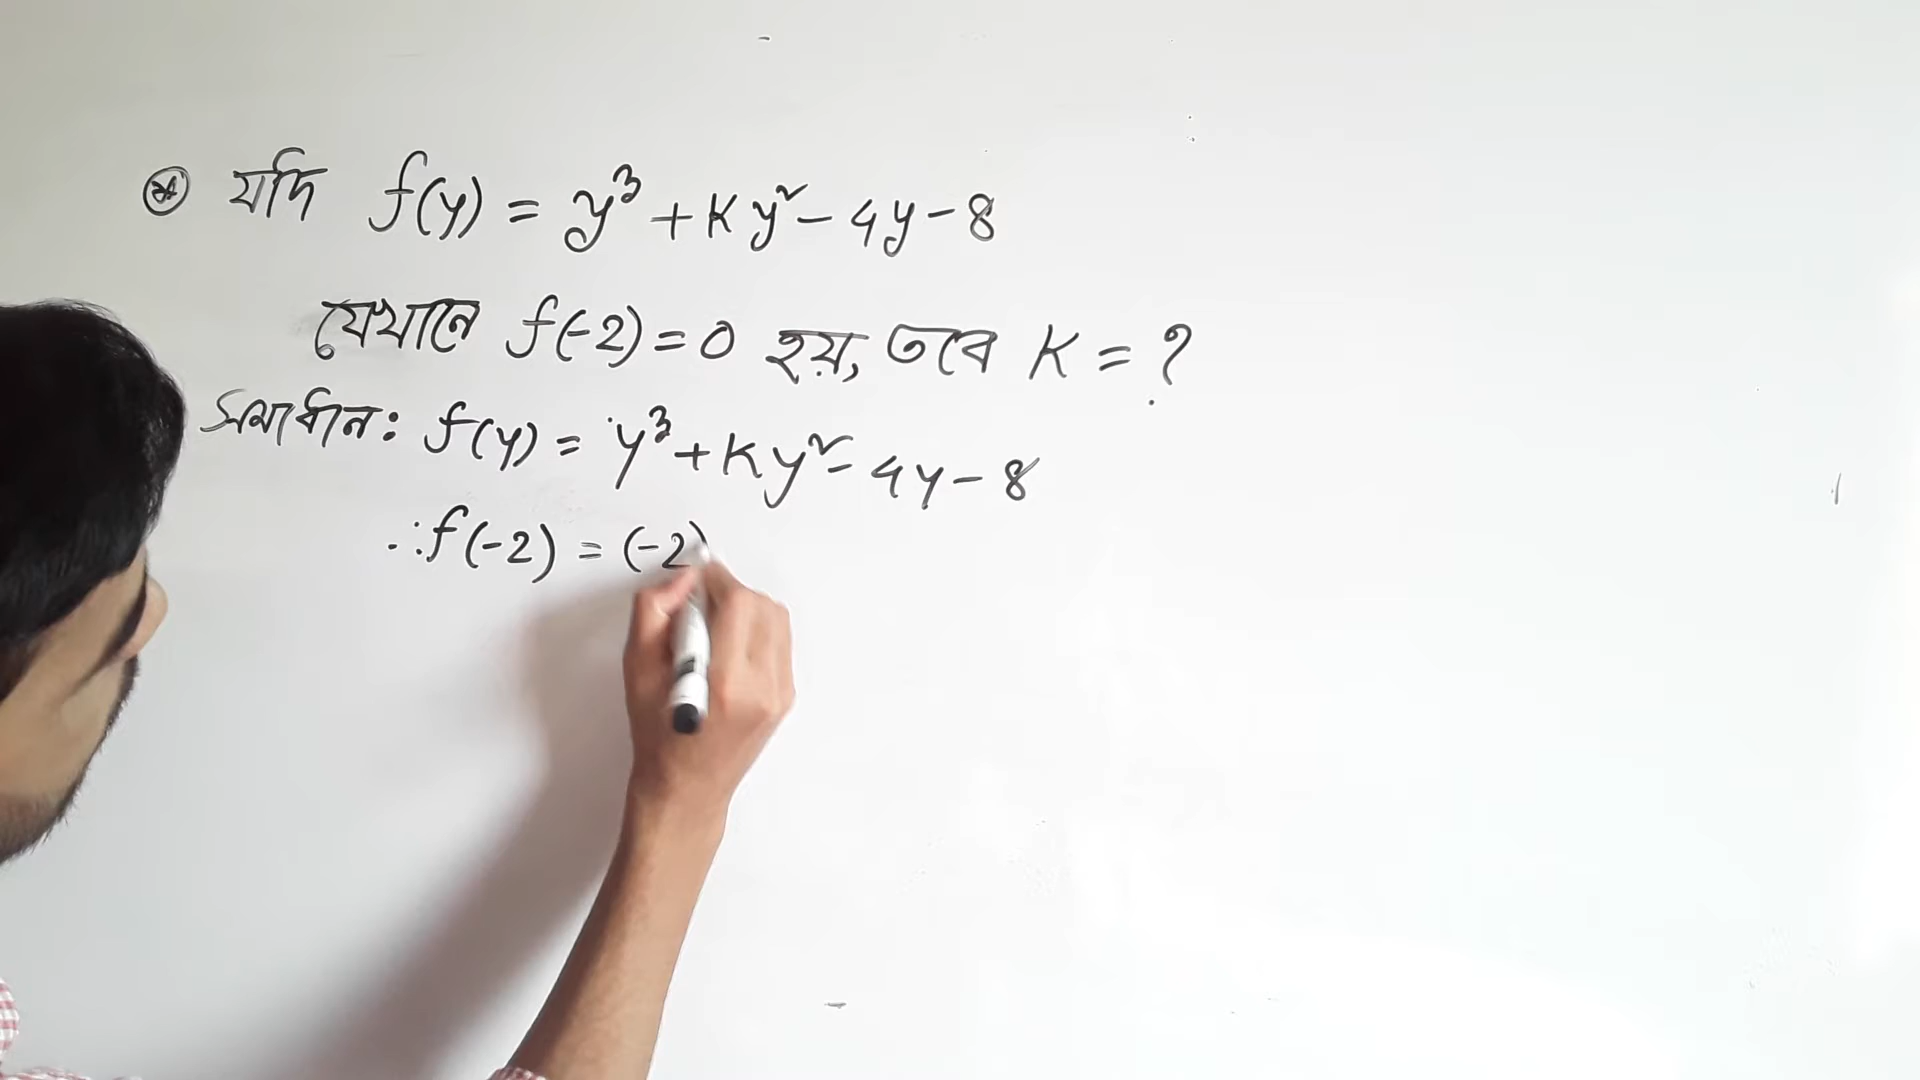 ⊛ যদি f(y) = y³ + Ky² - 4y - 8
যেখানে f(-2) = 0 হয়, তবে K = ?
সমাধান: f(y) = y³ + Ky² - 4y - 8
∴ f(-2) = (-2)